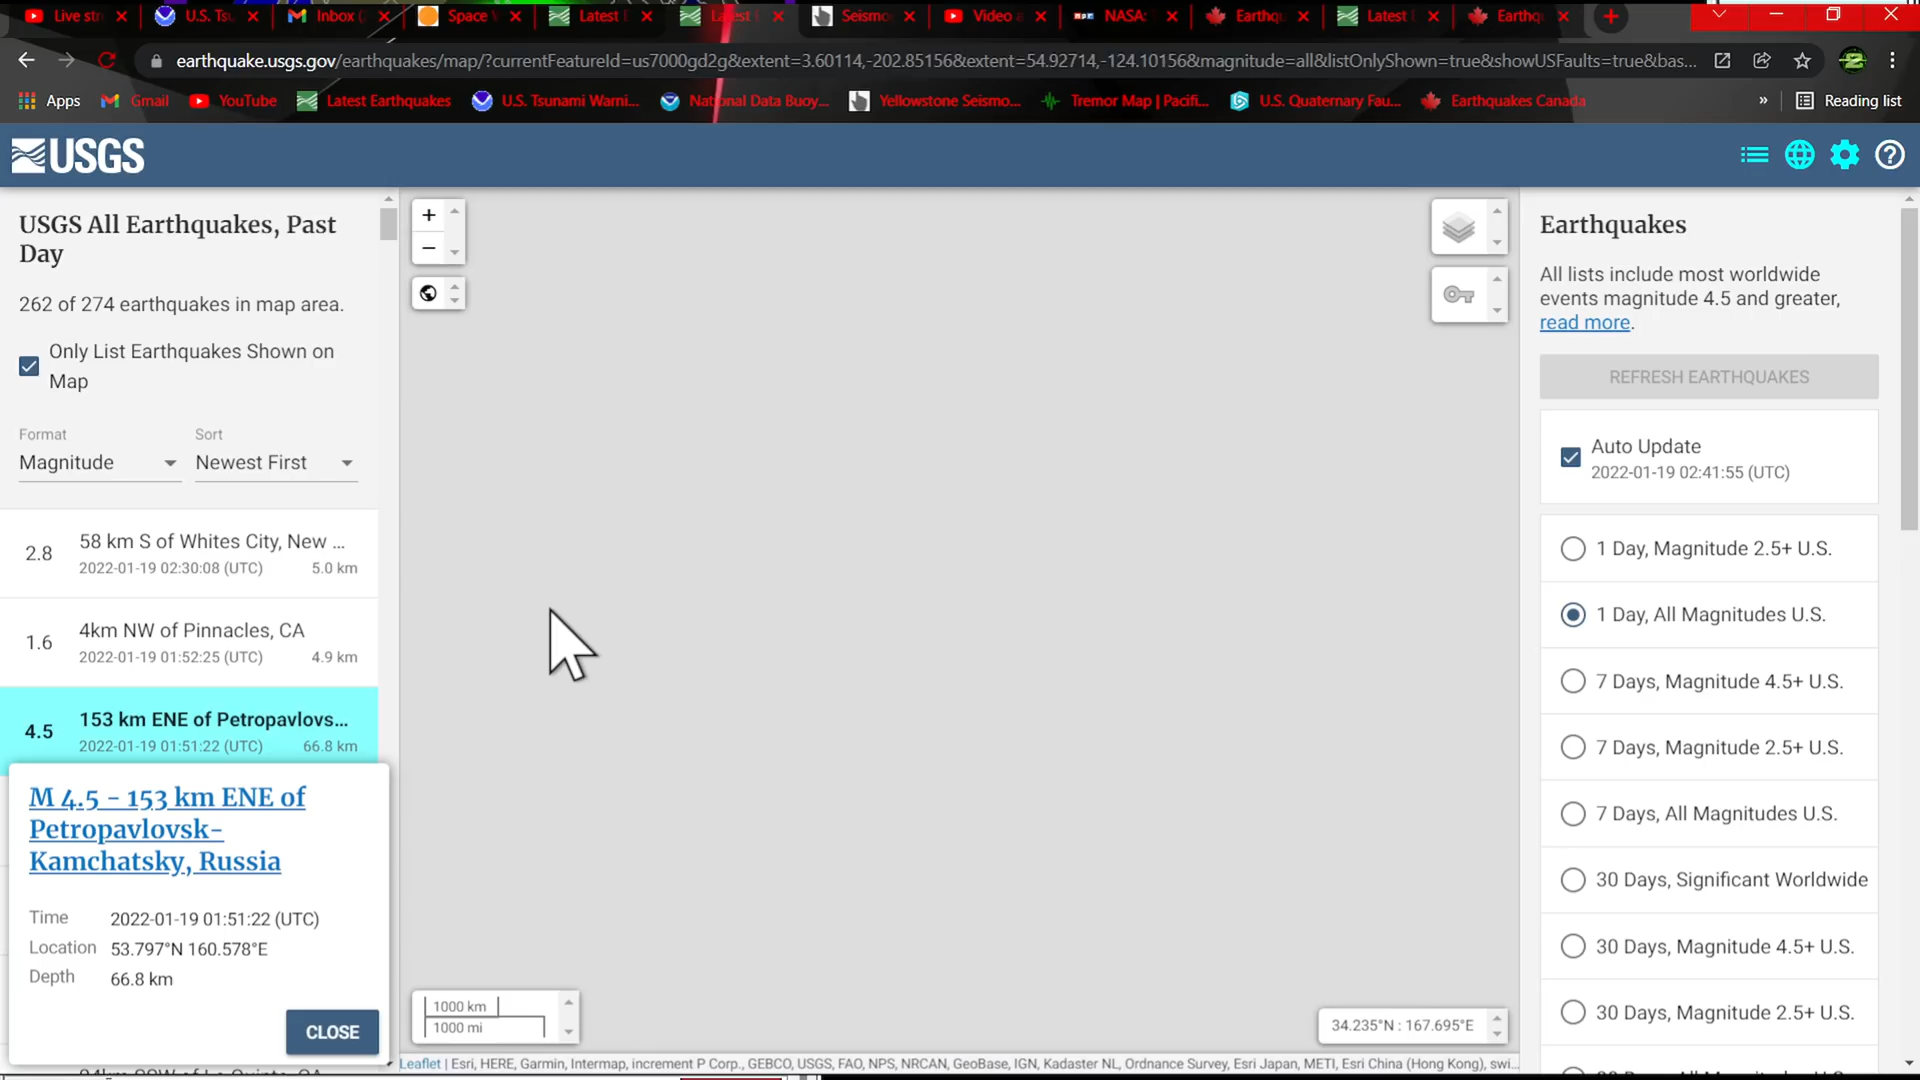 Live str
U.S. Tsu
Inbox (
Space
Latest
Latest
Seismo
Video a
NASA:
Earthqu
Latest
Earthqu
earthquake.usgs.gov/earthquakes/map/?currentFeatureId=us7000gd2g&extent=3.60114,-202.85156&extent=54.92714,-124.10156&magnitude=all&listOnlyShown=true&showUSFaults=true&bas...
Apps
Gmail
YouTube
Latest Earthquakes
U.S. Tsunami Warni...
National Data Buoy...
Yellowstone Seismo...
Tremor Map | Pacifi...
U.S. Quaternary Fau...
Earthquakes Canada
»
Reading list
USGS
USGS All Earthquakes, Past
Day
262 of 274 earthquakes in map area.
Only List Earthquakes Shown on
Map
Format
Sort
Magnitude
Newest First
2.8
58 km S of Whites City, New ...
2022-01-19 02:30:08 (UTC) 5.0 km
1.6
4km NW of Pinnacles, CA
2022-01-19 01:52:25 (UTC) 4.9 km
4.5
153 km ENE of Petropavlovs...
2022-01-19 01:51:22 (UTC) 66.8 km
M 4.5 - 153 km ENE of
Petropavlovsk-
Kamchatsky, Russia
Time 2022-01-19 01:51:22 (UTC)
Location 53.797°N 160.578°E
Depth 66.8 km
CLOSE
+
−
1000 km
1000 mi
34.235°N : 167.695°E
Leaflet | Esri, HERE, Garmin, Intermap, increment P Corp., GEBCO, USGS, FAO, NPS, NRCAN, GeoBase, IGN, Kadaster NL, Ordnance Survey, Esri Japan, METI, Esri China (Hong Kong), swi...
Earthquakes
All lists include most worldwide
events magnitude 4.5 and greater,
read more.
REFRESH EARTHQUAKES
Auto Update
2022-01-19 02:41:55 (UTC)
1 Day, Magnitude 2.5+ U.S.
1 Day, All Magnitudes U.S.
7 Days, Magnitude 4.5+ U.S.
7 Days, Magnitude 2.5+ U.S.
7 Days, All Magnitudes U.S.
30 Days, Significant Worldwide
30 Days, Magnitude 4.5+ U.S.
30 Days, Magnitude 2.5+ U.S.